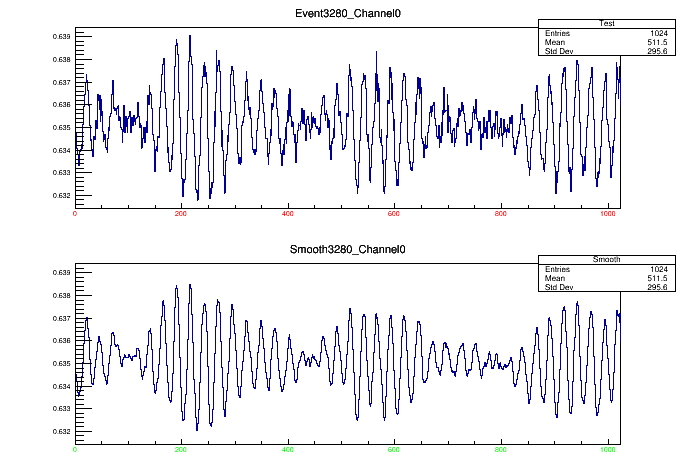 Event3280_Channel0
Test
Entries 1024
Mean 511.5
Std Dev 295.6
0.639
0.638
0.637
0.636
0.635
0.634
0.633
0.632
0 200 400 600 800 1000
Smooth3280_Channel0
Smooth
Entries 1024
Mean 511.5
Std Dev 295.6
0.639
0.638
0.637
0.636
0.635
0.634
0.633
0.632
0 200 400 600 800 1000